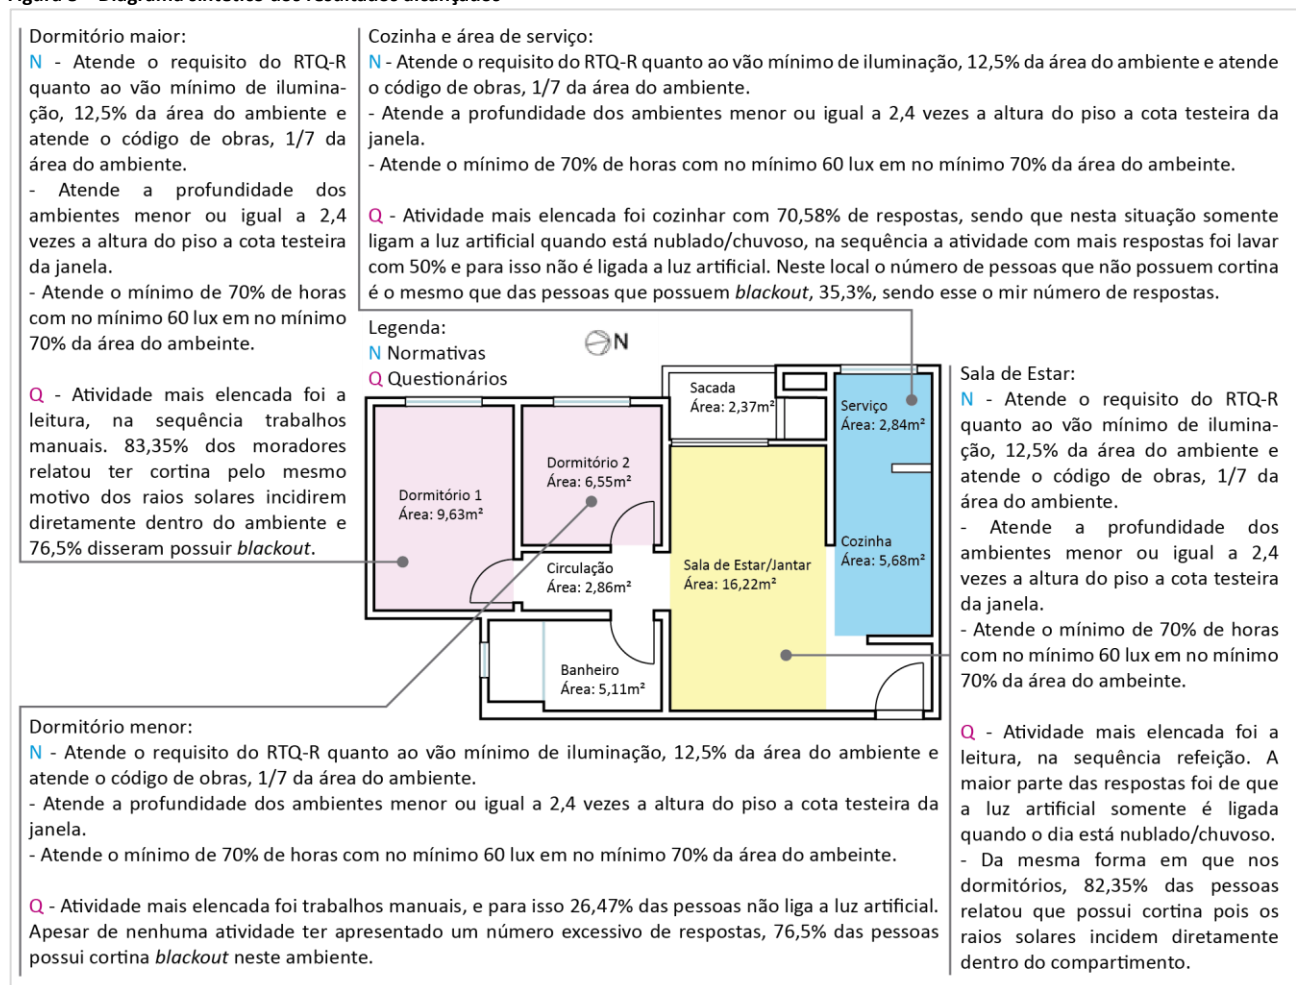 Figura 8 – Diagrama sintético dos resultados alcançados
Dormitório maior:
N - Atende o requisito do RTQ-R
quanto ao vão mínimo de ilumina-
ção, 12,5% da área do ambiente e
atende o código de obras, 1/7 da
área do ambiente.
- Atende a profundidade dos
ambientes menor ou igual a 2,4
vezes a altura do piso a cota testeira
da janela.
- Atende o mínimo de 70% de horas
com no mínimo 60 lux em no mínimo
70% da área do ambeinte.
Q - Atividade mais elencada foi a
leitura, na sequência trabalhos
manuais. 83,35% dos moradores
relatou ter cortina pelo mesmo
motivo dos raios solares incidirem
diretamente dentro do ambiente e
76,5% disseram possuir blackout.
Cozinha e área de serviço:
N - Atende o requisito do RTQ-R quanto ao vão mínimo de iluminação, 12,5% da área do ambiente e atende
o código de obras, 1/7 da área do ambiente.
- Atende a profundidade dos ambientes menor ou igual a 2,4 vezes a altura do piso a cota testeira da
janela.
- Atende o mínimo de 70% de horas com no mínimo 60 lux em no mínimo 70% da área do ambeinte.
Q - Atividade mais elencada foi cozinhar com 70,58% de respostas, sendo que nesta situação somente
ligam a luz artificial quando está nublado/chuvoso, na sequência a atividade com mais respostas foi lavar
com 50% e para isso não é ligada a luz artificial. Neste local o número de pessoas que não possuem cortina
é o mesmo que das pessoas que possuem blackout, 35,3%, sendo esse o mir número de respostas.
Legenda:
N Normativas
Q Questionários
N
Sacada
Área: 2,37m²
Serviço
Área: 2,84m²
Dormitório 2
Área: 6,55m²
Dormitório 1
Área: 9,63m²
Cozinha
Área: 5,68m²
Circulação
Área: 2,86m²
Sala de Estar/Jantar
Área: 16,22m²
Banheiro
Área: 5,11m²
Sala de Estar:
N - Atende o requisito do RTQ-R
quanto ao vão mínimo de ilumina-
ção, 12,5% da área do ambiente e
atende o código de obras, 1/7 da
área do ambiente.
- Atende a profundidade dos
ambientes menor ou igual a 2,4
vezes a altura do piso a cota testeira
da janela.
- Atende o mínimo de 70% de horas
com no mínimo 60 lux em no mínimo
70% da área do ambeinte.
Q - Atividade mais elencada foi a
leitura, na sequência refeição. A
maior parte das respostas foi de que
a luz artificial somente é ligada
quando o dia está nublado/chuvoso.
- Da mesma forma em que nos
dormitórios, 82,35% das pessoas
relatou que possui cortina pois os
raios solares incidem diretamente
dentro do compartimento.
Dormitório menor:
N - Atende o requisito do RTQ-R quanto ao vão mínimo de iluminação, 12,5% da área do ambiente e
atende o código de obras, 1/7 da área do ambiente.
- Atende a profundidade dos ambientes menor ou igual a 2,4 vezes a altura do piso a cota testeira da
janela.
- Atende o mínimo de 70% de horas com no mínimo 60 lux em no mínimo 70% da área do ambeinte.
Q - Atividade mais elencada foi trabalhos manuais, e para isso 26,47% das pessoas não liga a luz artificial.
Apesar de nenhuma atividade ter apresentado um número excessivo de respostas, 76,5% das pessoas
possui cortina blackout neste ambiente.